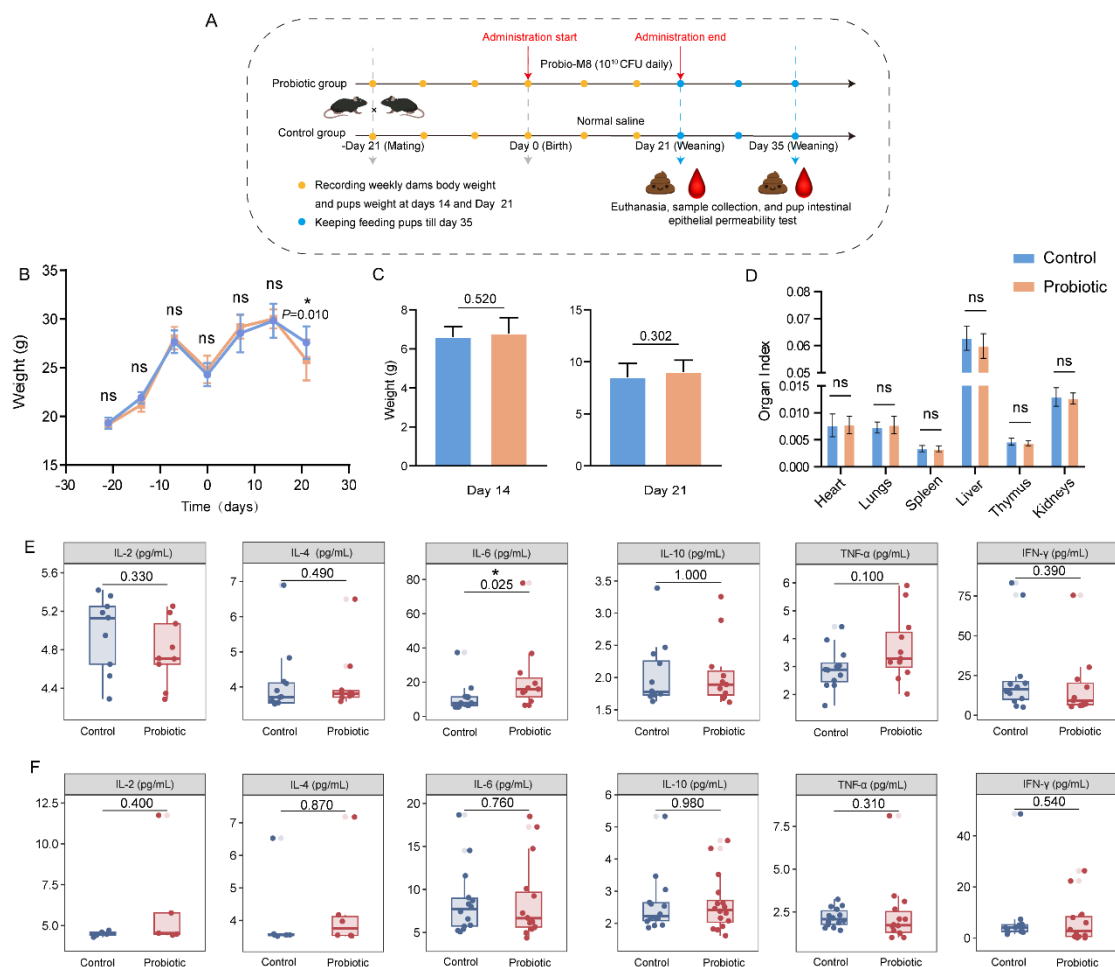 A
Administration start
Administration end
Probio-M8 (10¹⁰ CFU daily)
Probiotic group
×
Normal saline
Control group
-Day 21 (Mating)
Day 0 (Birth)
Day 21 (Weaning)
Day 35 (Weaning)
Recording weekly dams body weight
and pups weight at days 14 and Day 21
Keeping feeding pups till day 35
Euthanasia, sample collection, and pup intestinal
epithelial permeability test
B
Weight (g)
35
30
25
20
15
ns
ns
ns
ns
ns
ns
*
P=0.010
-30
-20
-10
0
10
20
30
Time (days)
C
Weight (g)
8
6
4
2
0
0.520
Day 14
15
10
5
0
0.302
Day 21
D
Control
Probiotic
Organ Index
0.08
0.07
0.06
0.05
0.015
0.010
0.005
0.000
ns
ns
ns
ns
ns
ns
Heart
Lungs
Spleen
Liver
Thymus
Kidneys
E
IL-2 (pg/mL)
0.330
5.6
5.2
4.8
4.4
Control
Probiotic
IL-4 (pg/mL)
0.490
7
6
5
4
Control
Probiotic
IL-6 (pg/mL)
*
0.025
80
60
40
20
0
Control
Probiotic
IL-10 (pg/mL)
1.000
3.5
3.0
2.5
2.0
1.5
Control
Probiotic
TNF-α (pg/mL)
0.100
6
5
4
3
2
Control
Probiotic
IFN-γ (pg/mL)
0.390
75
50
25
0
Control
Probiotic
F
IL-2 (pg/mL)
0.400
12.5
10.0
7.5
5.0
Control
Probiotic
IL-4 (pg/mL)
0.870
7
6
5
4
Control
Probiotic
IL-6 (pg/mL)
0.760
20
15
10
5
Control
Probiotic
IL-10 (pg/mL)
0.980
6
5
4
3
2
Control
Probiotic
TNF-α (pg/mL)
0.310
7.5
5.0
2.5
0
Control
Probiotic
IFN-γ (pg/mL)
0.540
40
20
0
Control
Probiotic